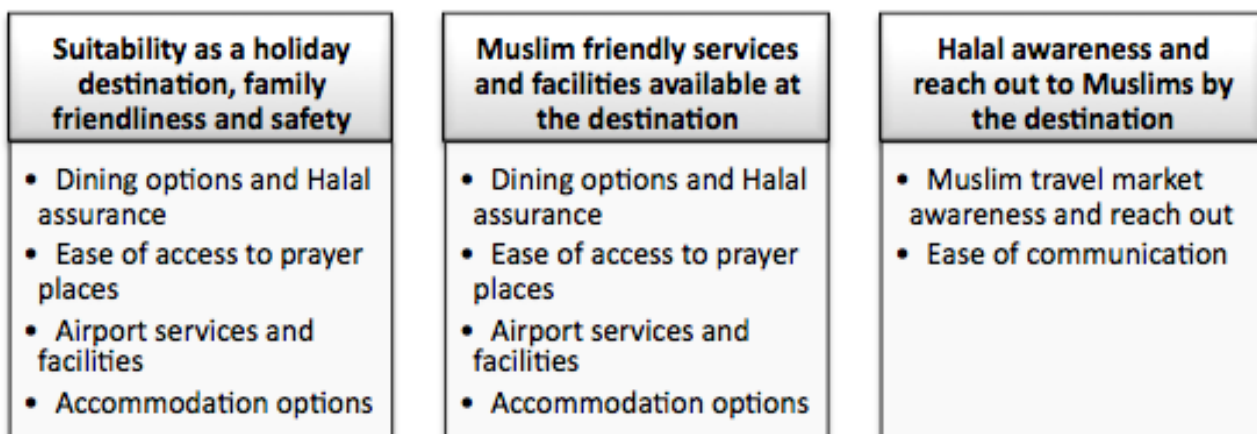 Suitability as a holiday
destination, family
friendliness and safety
• Dining options and Halal
assurance
• Ease of access to prayer
places
• Airport services and
facilities
• Accommodation options
Muslim friendly services
and facilities available at
the destination
• Dining options and Halal
assurance
• Ease of access to prayer
places
• Airport services and
facilities
• Accommodation options
Halal awareness and
reach out to Muslims by
the destination
• Muslim travel market
awareness and reach out
• Ease of communication